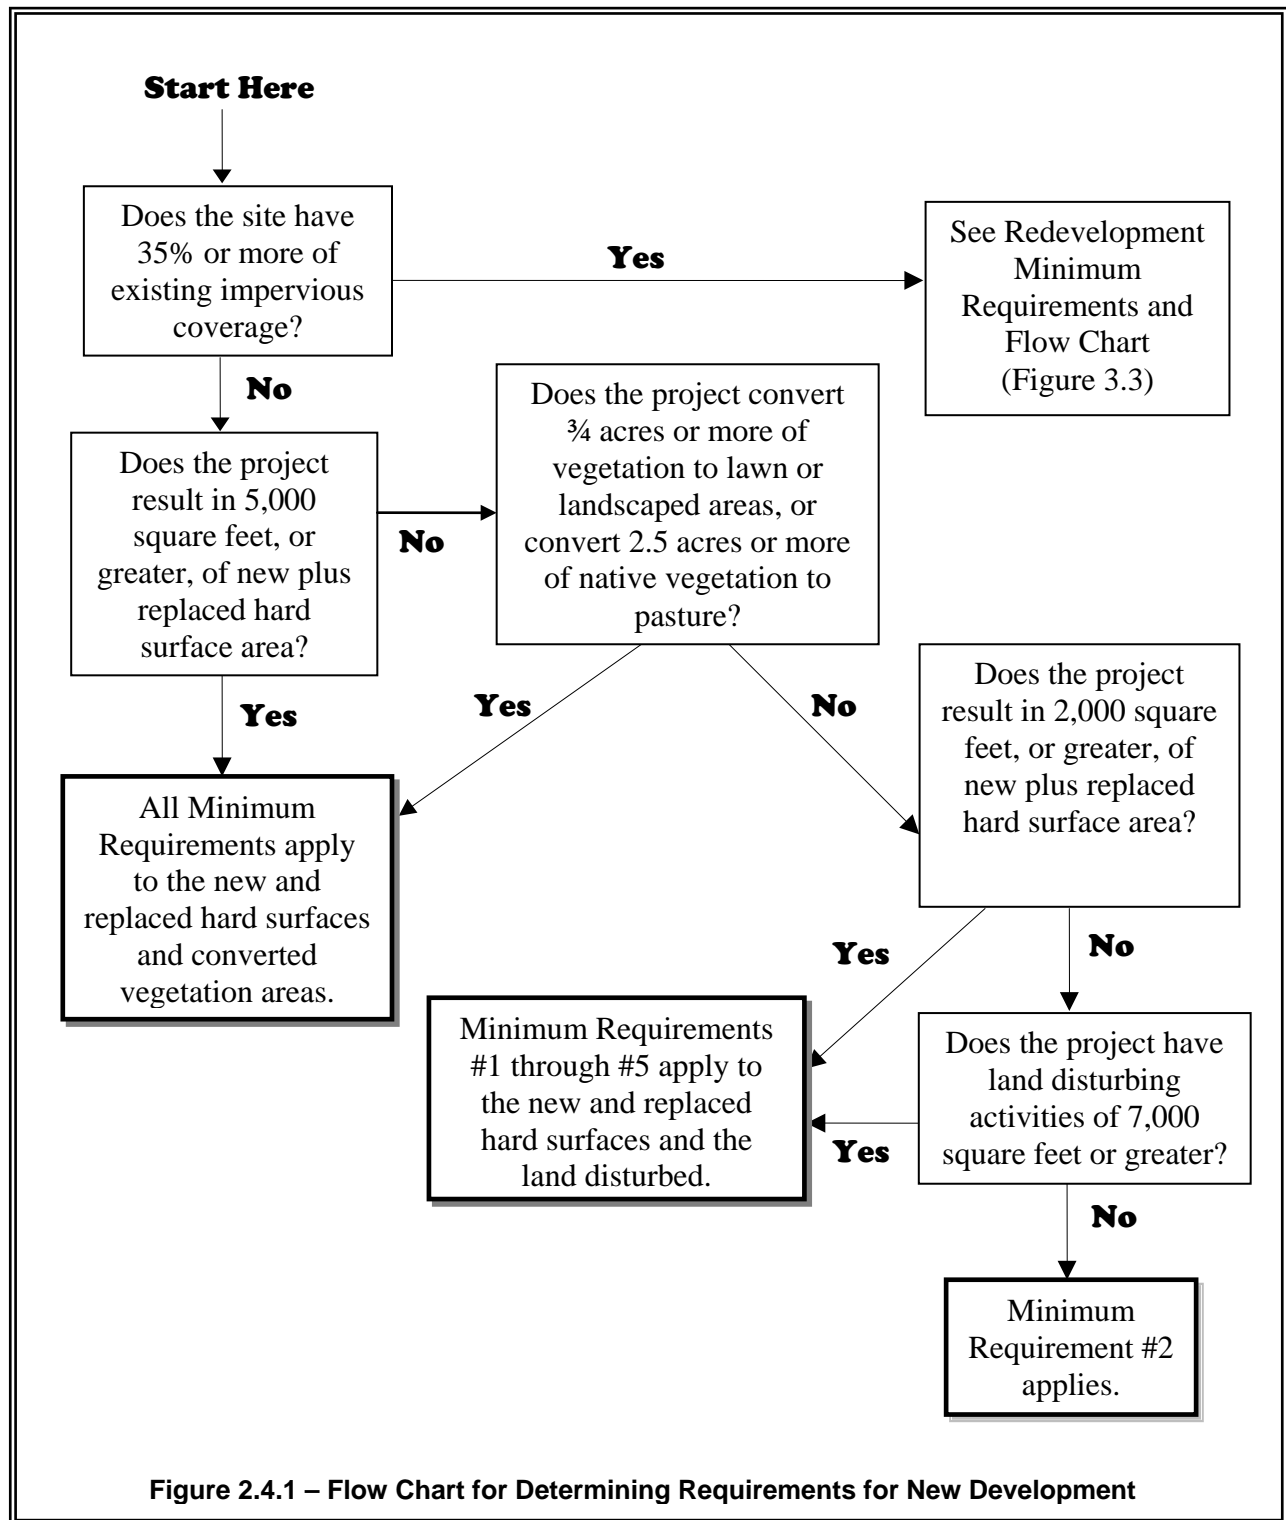 Start Here
Does the site have
35% or more of
existing impervious
coverage?
Yes
See Redevelopment
Minimum
Requirements and
Flow Chart
(Figure 3.3)
No
Does the project
result in 5,000
square feet, or
greater, of new plus
replaced hard
surface area?
No
Does the project convert
¾ acres or more of
vegetation to lawn or
landscaped areas, or
convert 2.5 acres or more
of native vegetation to
pasture?
Yes
Yes
No
Does the project
result in 2,000 square
feet, or greater, of
new plus replaced
hard surface area?
All Minimum
Requirements apply
to the new and
replaced hard surfaces
and converted
vegetation areas.
Yes
No
Minimum Requirements
#1 through #5 apply to
the new and replaced
hard surfaces and the
land disturbed.
Yes
Does the project have
land disturbing
activities of 7,000
square feet or greater?
No
Minimum
Requirement #2
applies.
Figure 2.4.1 – Flow Chart for Determining Requirements for New Development